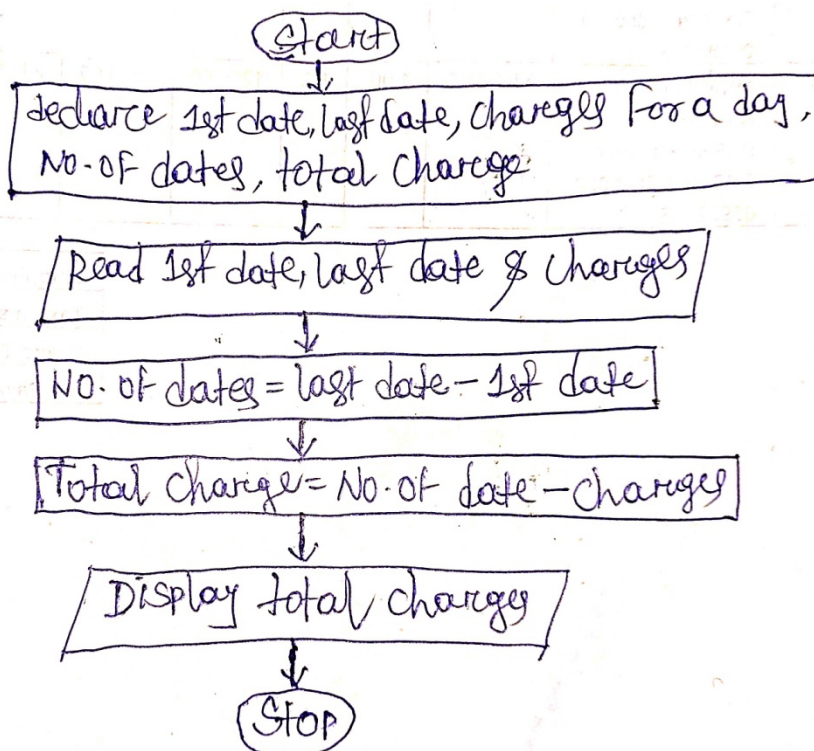 Start
declare 1st date, last date, charges for a day,
No. of dates, total charge
Read 1st date, last date & charges
No. of dates = last date - 1st date
Total charge = No. of date - charges
Display total charges
Stop